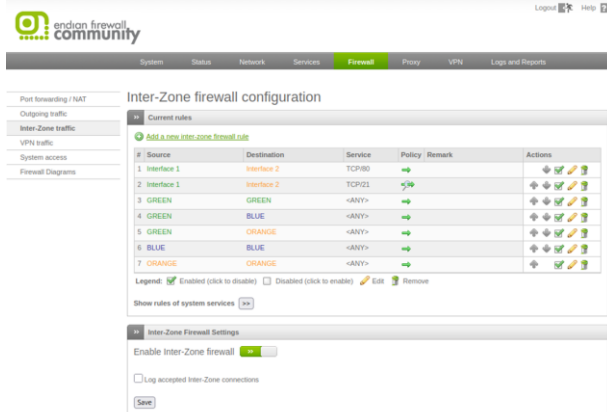 Logout Help
endian firewall
community
System Status Network Services Firewall Proxy VPN Logs and Reports
Port forwarding / NAT
Outgoing traffic
Inter-Zone traffic
VPN traffic
System access
Firewall Diagrams
Inter-Zone firewall configuration
Current rules
Add a new inter-zone firewall rule
# Source Destination Service Policy Remark Actions
1 Interface 1 Interface 2 TCP/80
2 Interface 1 Interface 2 TCP/21
3 GREEN GREEN <ANY>
4 GREEN BLUE <ANY>
5 GREEN ORANGE <ANY>
6 BLUE BLUE <ANY>
7 ORANGE ORANGE <ANY>
Legend: Enabled (click to disable) Disabled (click to enable) Edit Remove
Show rules of system services >>
Inter-Zone Firewall Settings
Enable Inter-Zone firewall
Log accepted Inter-Zone connections
Save